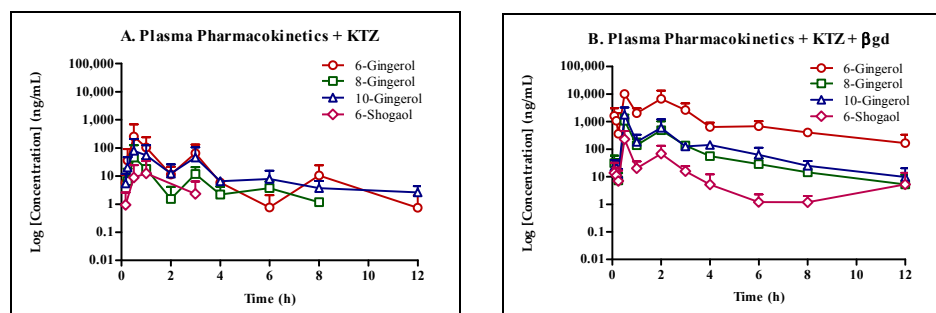 A. Plasma Pharmacokinetics + KTZ
Log [Concentration] (ng/mL)
100,000
10,000
1,000
100
10
1
0.1
0.01
6-Gingerol
8-Gingerol
10-Gingerol
6-Shogaol
0 2 4 6 8 10 12
Time (h)
B. Plasma Pharmacokinetics + KTZ + βgd
Log [Concentration] (ng/mL)
100,000
10,000
1,000
100
10
1
0.1
0.01
6-Gingerol
8-Gingerol
10-Gingerol
6-Shogaol
0 2 4 6 8 10 12
Time (h)